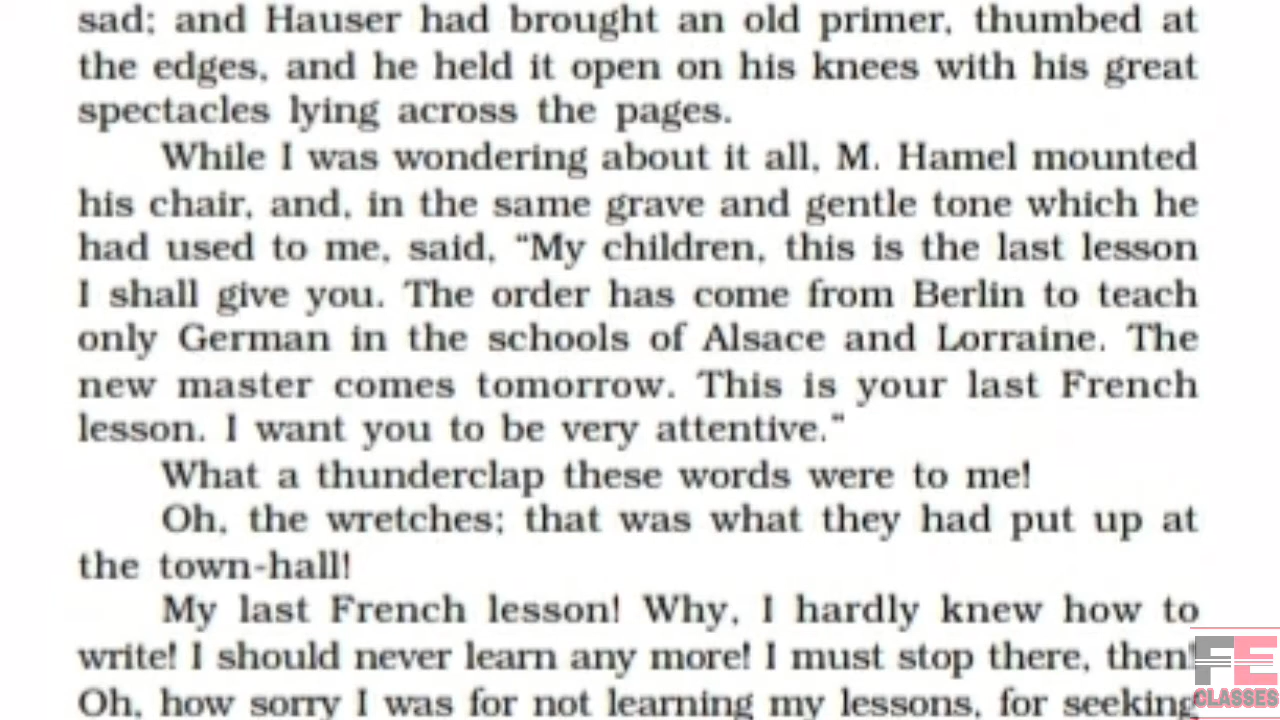 sad; and Hauser had brought an old primer, thumbed at
the edges, and he held it open on his knees with his great
spectacles lying across the pages.
While I was wondering about it all, M. Hamel mounted
his chair, and, in the same grave and gentle tone which he
had used to me, said, “My children, this is the last lesson
I shall give you. The order has come from Berlin to teach
only German in the schools of Alsace and Lorraine. The
new master comes tomorrow. This is your last French
lesson. I want you to be very attentive.”
What a thunderclap these words were to me!
Oh, the wretches; that was what they had put up at
the town-hall!
My last French lesson! Why, I hardly knew how to
write! I should never learn any more! I must stop there, then!
Oh, how sorry I was for not learning my lessons, for seeking
FE
CLASSES